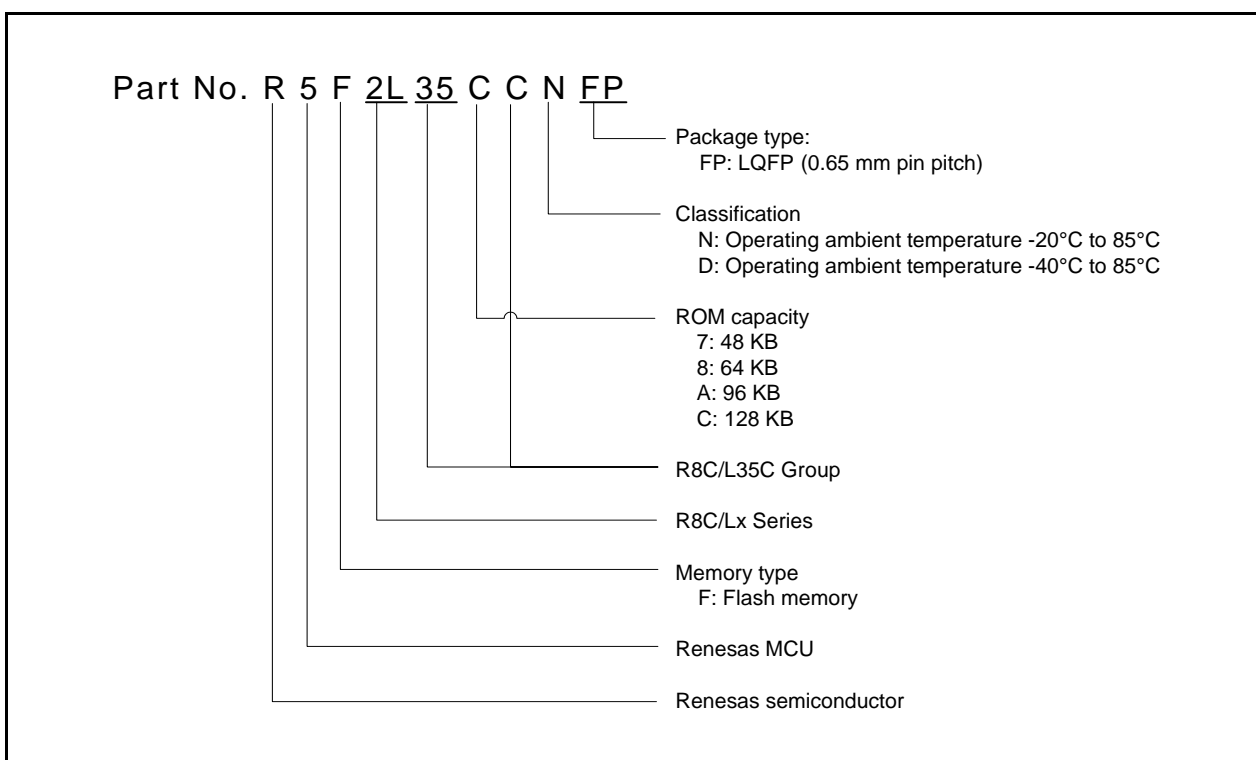 Part No. R 5 F 2L 35 C C N FP
Package type:
FP: LQFP (0.65 mm pin pitch)
Classification
N: Operating ambient temperature -20°C to 85°C
D: Operating ambient temperature -40°C to 85°C
ROM capacity
7: 48 KB
8: 64 KB
A: 96 KB
C: 128 KB
R8C/L35C Group
R8C/Lx Series
Memory type
F: Flash memory
Renesas MCU
Renesas semiconductor